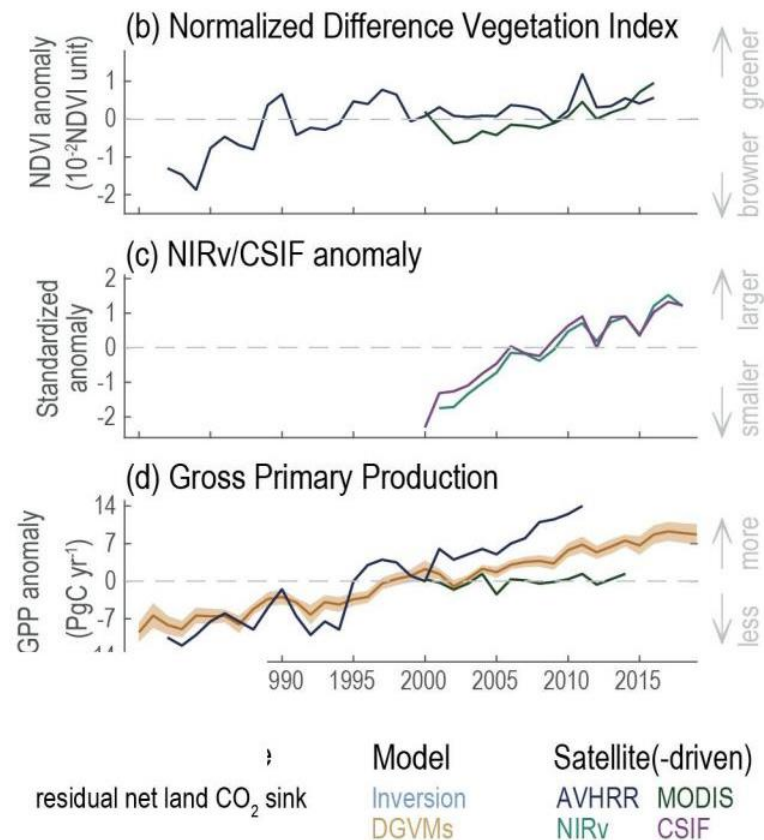 (b) Normalized Difference Vegetation Index
NDVI anomaly
(10⁻²NDVI unit)
1
0
-1
-2
greener
browner
(c) NIRv/CSIF anomaly
Standardized
anomaly
2
1
0
-1
-2
larger
smaller
(d) Gross Primary Production
GPP anomaly
(PgC yr⁻¹)
14
7
0
-7
more
less
990 1995 2000 2005 2010 2015
Model Satellite(-driven)
residual net land CO₂ sink Inversion AVHRR MODIS
DGVMs NIRv CSIF